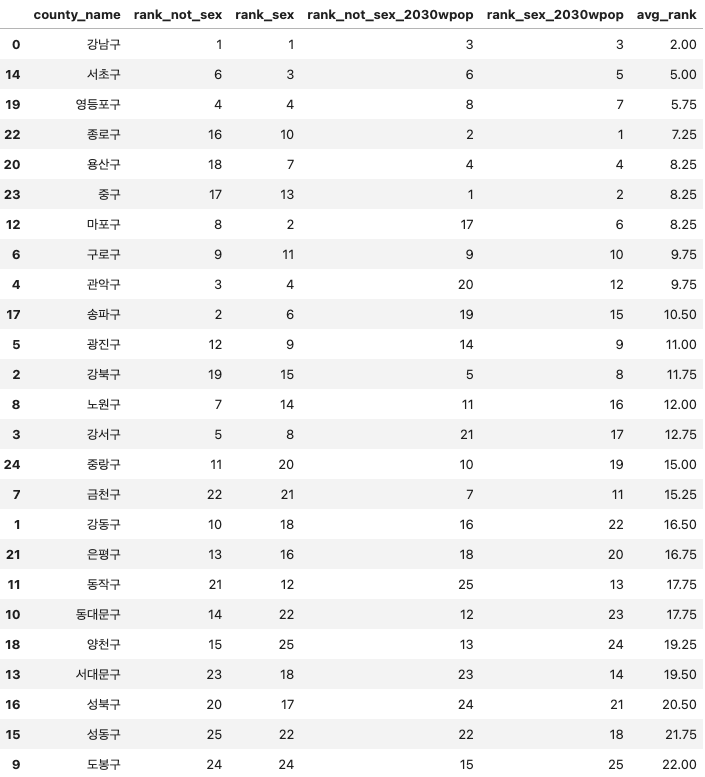 county_name rank_not_sex rank_sex rank_not_sex_2030wpop rank_sex_2030wpop avg_rank
0 강남구 1 1 3 3 2.00
14 서초구 6 3 6 5 5.00
19 영등포구 4 4 8 7 5.75
22 종로구 16 10 2 1 7.25
20 용산구 18 7 4 4 8.25
23 중구 17 13 1 2 8.25
12 마포구 8 2 17 6 8.25
6 구로구 9 11 9 10 9.75
4 관악구 3 4 20 12 9.75
17 송파구 2 6 19 15 10.50
5 광진구 12 9 14 9 11.00
2 강북구 19 15 5 8 11.75
8 노원구 7 14 11 16 12.00
3 강서구 5 8 21 17 12.75
24 중랑구 11 20 10 19 15.00
7 금천구 22 21 7 11 15.25
1 강동구 10 18 16 22 16.50
21 은평구 13 16 18 20 16.75
11 동작구 21 12 25 13 17.75
10 동대문구 14 22 12 23 17.75
18 양천구 15 25 13 24 19.25
13 서대문구 23 18 23 14 19.50
16 성북구 20 17 24 21 20.50
15 성동구 25 22 22 18 21.75
9 도봉구 24 24 15 25 22.00